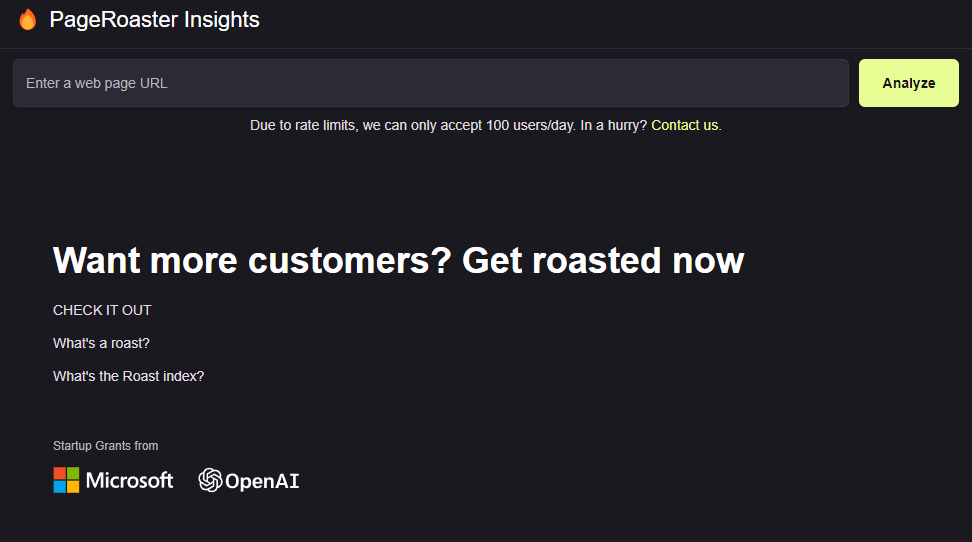 PageRoaster Insights
Enter a web page URL
Analyze
Due to rate limits, we can only accept 100 users/day. In a hurry? Contact us.
Want more customers? Get roasted now
CHECK IT OUT
What's a roast?
What's the Roast index?
Startup Grants from
Microsoft OpenAI